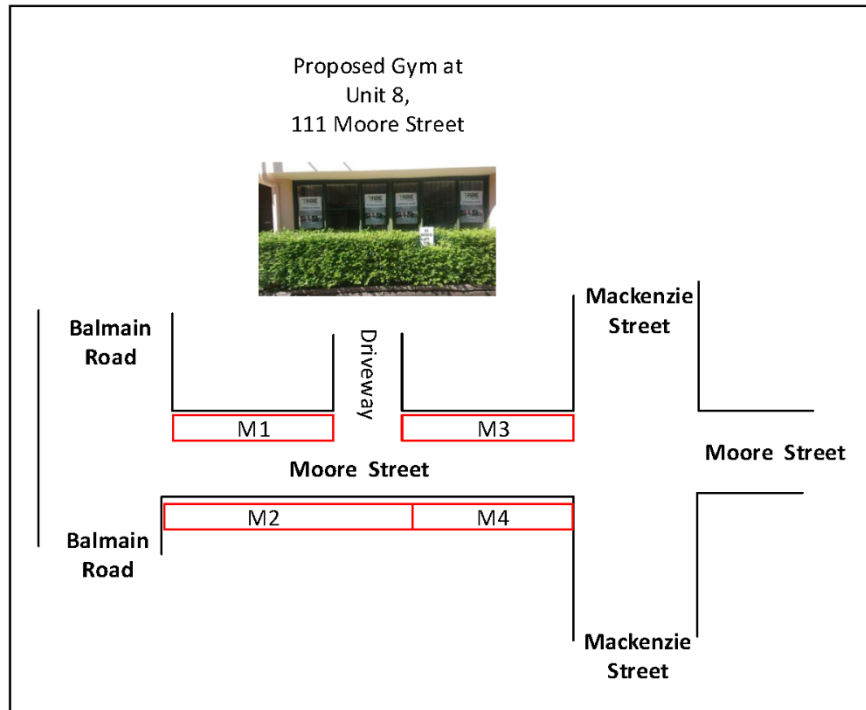 Proposed Gym at
Unit 8,
111 Moore Street
Mackenzie
Street
Balmain
Road
Driveway
M1
M3
Moore Street
Moore Street
M2
M4
Balmain
Road
Mackenzie
Street